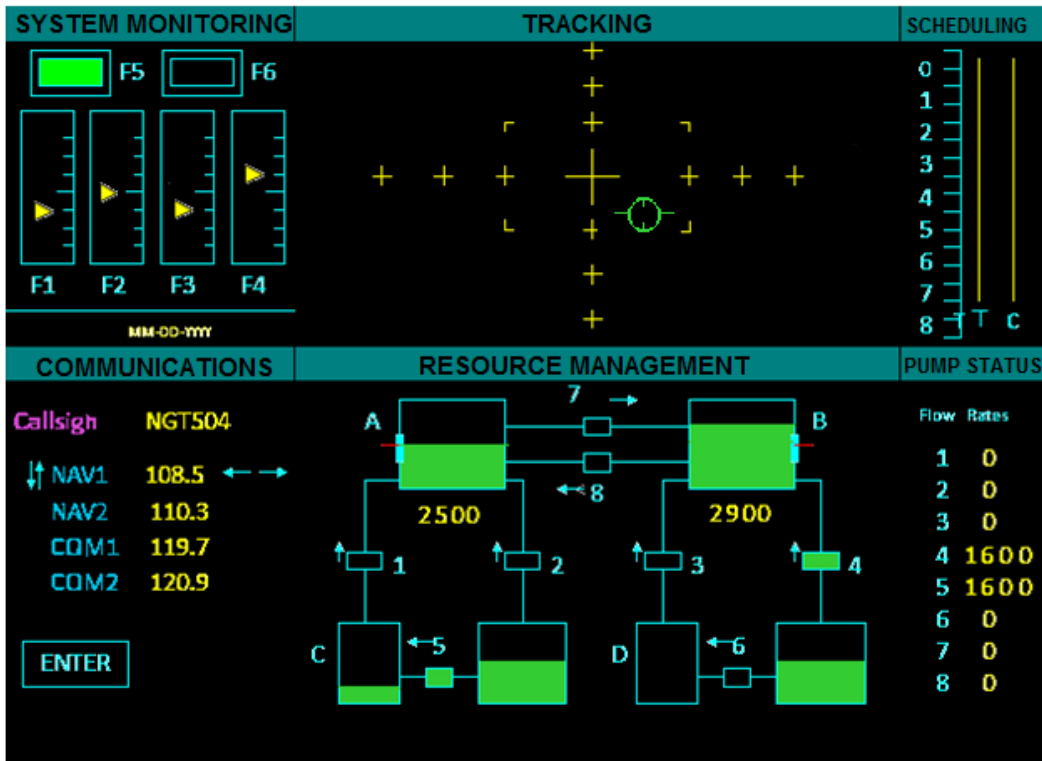 SYSTEM MONITORING
F5 F6
F1 F2 F3 F4
MM-DD-YYYY
TRACKING
SCHEDULING
0
1
2
3
4
5
6
7
8 T T C
COMMUNICATIONS
Callsign NGT504
NAV1 108.5
NAV2 110.3
COM1 119.7
COM2 120.9
ENTER
RESOURCE MANAGEMENT
7
A B
8
2500 2900
1 2 3 4
5 6
C D
PUMP STATUS
Flow Rates
1 0
2 0
3 0
4 1600
5 1600
6 0
7 0
8 0